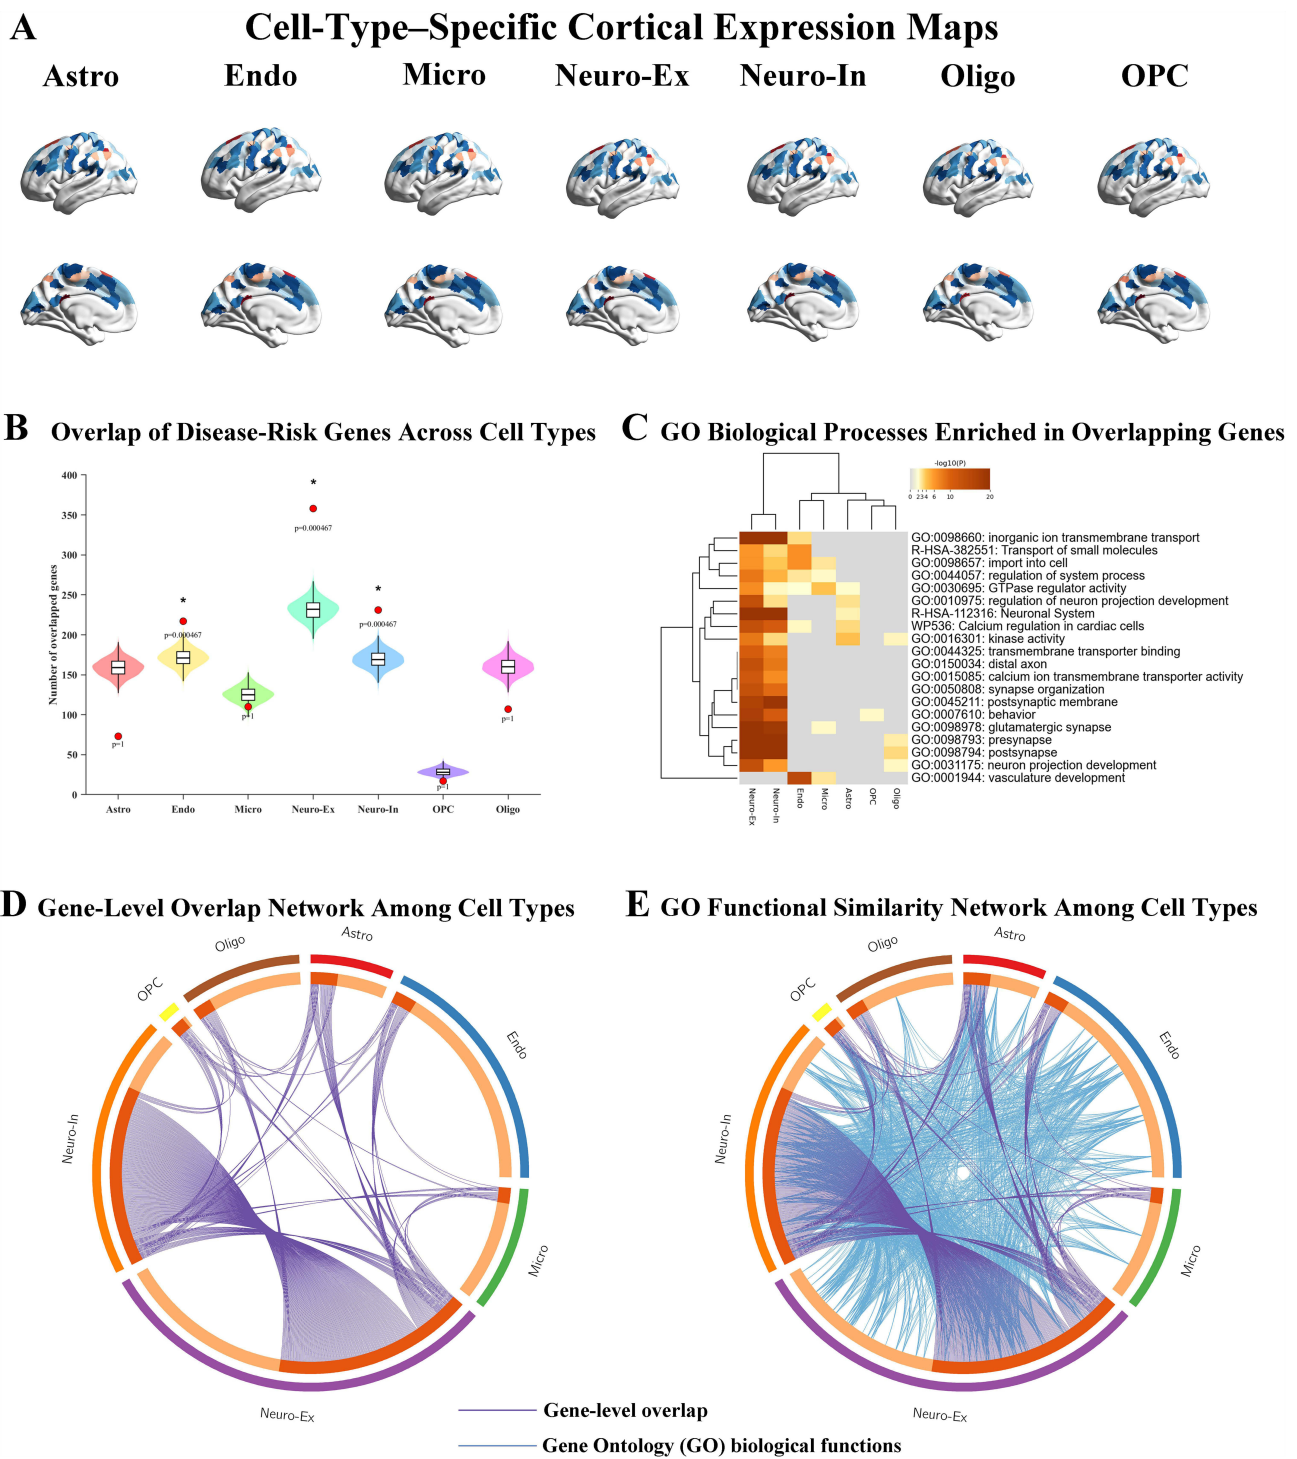 A
Cell-Type–Specific Cortical Expression Maps
Astro
Endo
Micro
Neuro-Ex
Neuro-In
Oligo
OPC
B
Overlap of Disease-Risk Genes Across Cell Types
Number of overlapped genes
400
350
300
250
200
150
100
50
0
p=1
*
p=0.000467
p=1
*
p=0.000467
*
p=0.000467
p=1
p=1
Astro
Endo
Micro
Neuro-Ex
Neuro-In
OPC
Oligo
C
GO Biological Processes Enriched in Overlapping Genes
-log10(P)
0 2 3 4 6 10 20
GO:0098660: inorganic ion transmembrane transport
R-HSA-382551: Transport of small molecules
GO:0098657: import into cell
GO:0044057: regulation of system process
GO:0030695: GTPase regulator activity
GO:0010975: regulation of neuron projection development
R-HSA-112316: Neuronal System
WP536: Calcium regulation in cardiac cells
GO:0016301: kinase activity
GO:0044325: transmembrane transporter binding
GO:0150034: distal axon
GO:0015085: calcium ion transmembrane transporter activity
GO:0050808: synapse organization
GO:0045211: postsynaptic membrane
GO:0007610: behavior
GO:0098978: glutamatergic synapse
GO:0098793: presynapse
GO:0098794: postsynapse
GO:0031175: neuron projection development
GO:0001944: vasculature development
Neuro-Ex
Neuro-In
Endo
Micro
Astro
OPC
Oligo
D
Gene-Level Overlap Network Among Cell Types
Astro
Endo
Micro
Neuro-Ex
Neuro-In
OPC
Oligo
E
GO Functional Similarity Network Among Cell Types
Astro
Endo
Micro
Neuro-Ex
Neuro-In
OPC
Oligo
Gene-level overlap
Gene Ontology (GO) biological functions